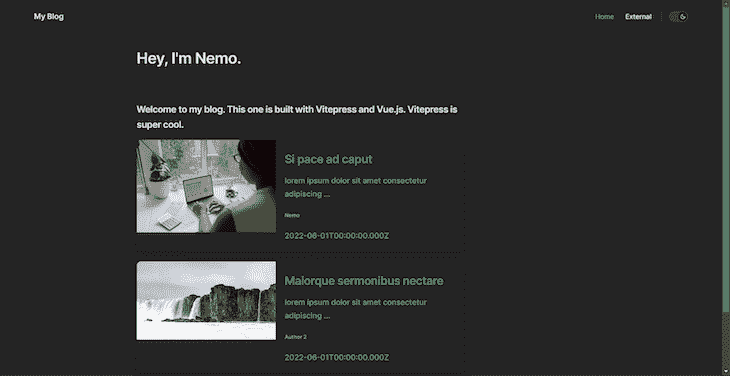 My Blog
Home External
Hey, I'm Nemo.
Welcome to my blog. This one is built with Vitepress and Vue.js. Vitepress is
super cool.
Si pace ad caput
lorem ipsum dolor sit amet consectetur
adipiscing ...
Nemo
2022-06-01T00:00:00.000Z
Maiorque sermonibus nectare
lorem ipsum dolor sit amet consectetur
adipiscing ...
Author 2
2022-06-01T00:00:00.000Z